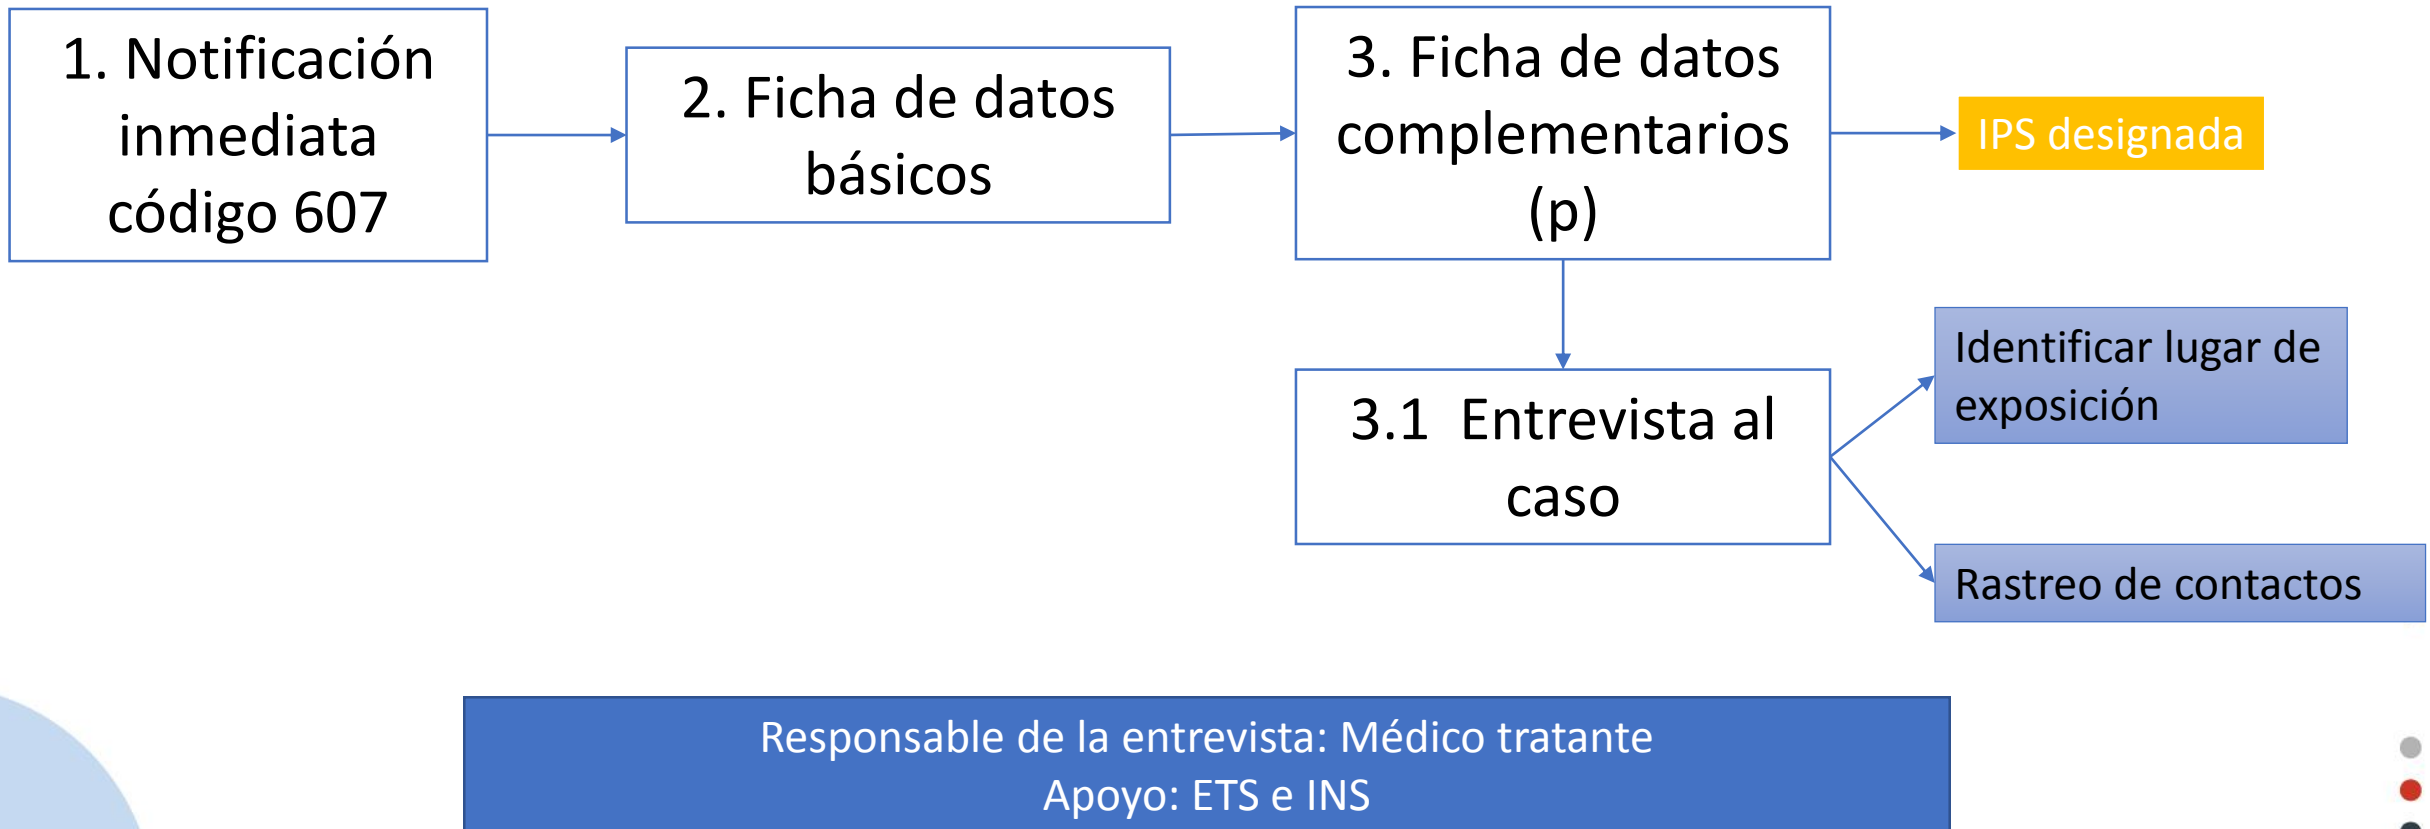 1. Notificación
inmediata
código 607
2. Ficha de datos
básicos
3. Ficha de datos
complementarios
(p)
IPS designada
3.1 Entrevista al
caso
Identificar lugar de
exposición
Rastreo de contactos
Responsable de la entrevista: Médico tratante
Apoyo: ETS e INS